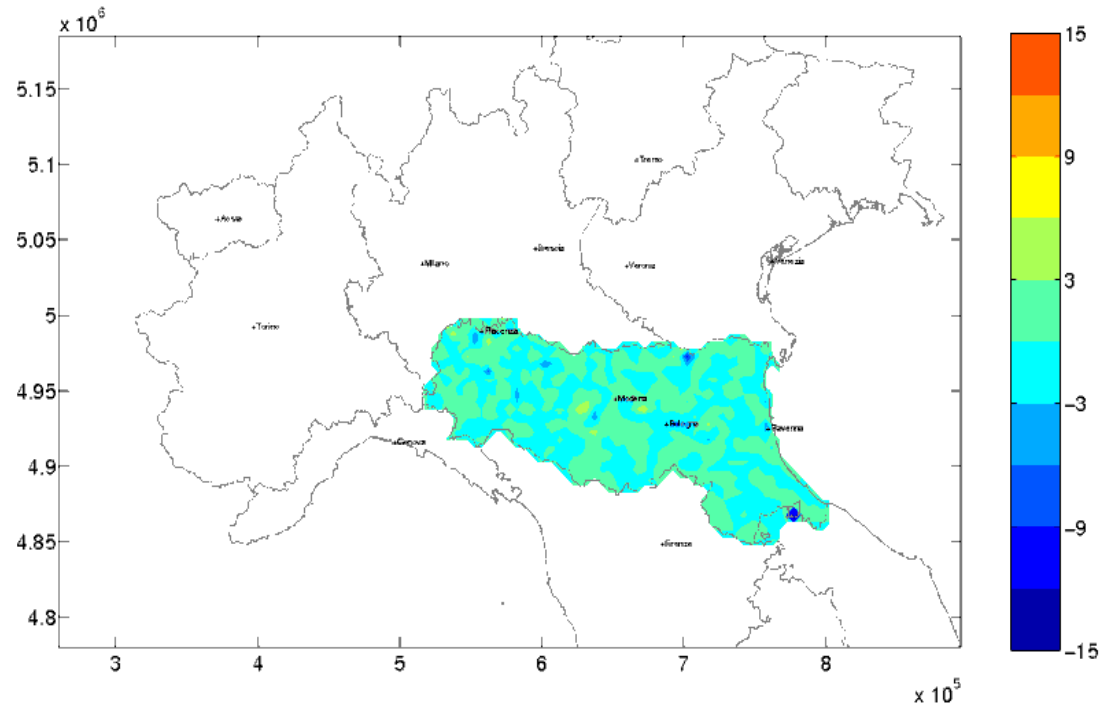 x 10⁶
15
5.15
5.1
Trento
9
Aosta
5.05
Brescia
Milano
Verona
Venezia
3
5
Torino
Piacenza
4.95
Modena
-3
Bologna
Ravenna
Genova
4.9
-9
4.85
Firenze
4.8
-15
3 4 5 6 7 8
x 10⁵